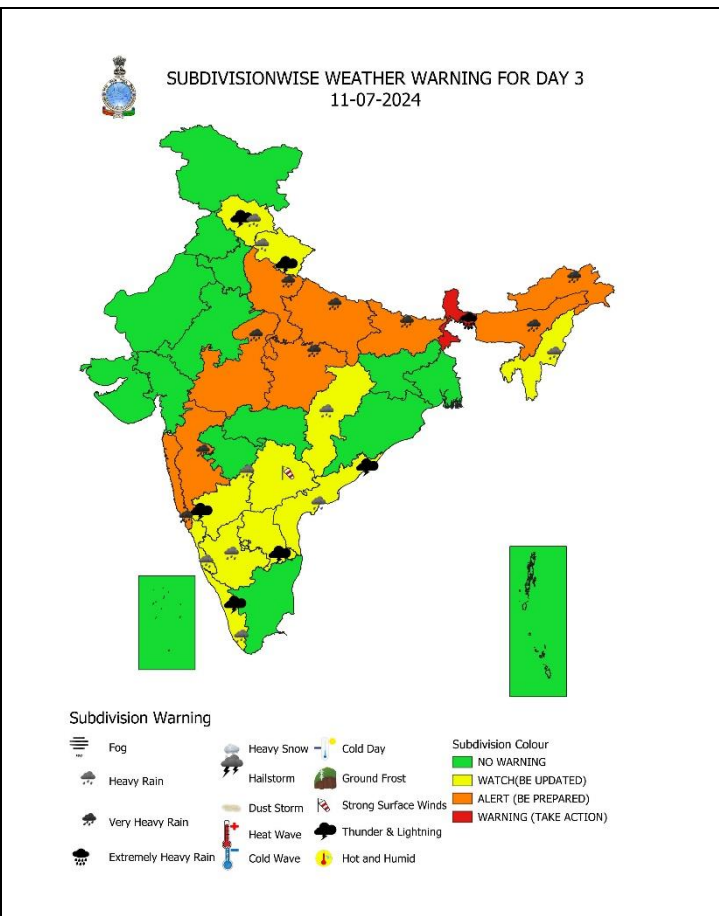 SUBDIVISIONWISE WEATHER WARNING FOR DAY 3
11-07-2024
Subdivision Warning
Fog
Heavy Rain
Very Heavy Rain
Extremely Heavy Rain
Heavy Snow
Hailstorm
Dust Storm
Heat Wave
Cold Wave
Cold Day
Ground Frost
Strong Surface Winds
Thunder & Lightning
Hot and Humid
Subdivision Colour
NO WARNING
WATCH(BE UPDATED)
ALERT (BE PREPARED)
WARNING (TAKE ACTION)